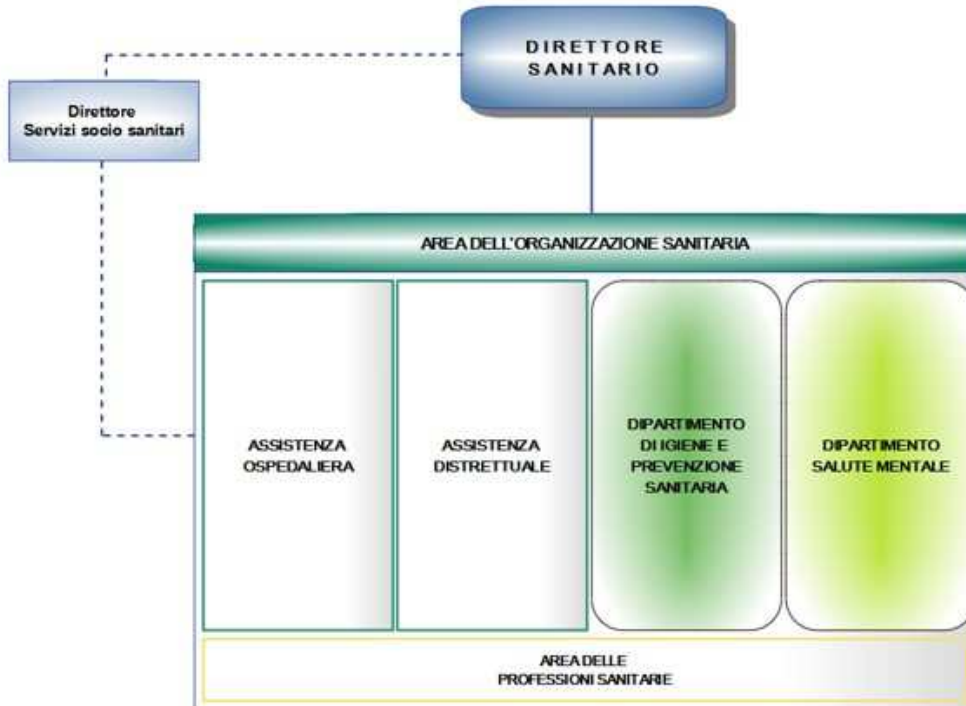 DIRETTORE
SANITARIO
Direttore
Servizi socio sanitari
AREA DELL'ORGANIZZAZIONE SANITARIA
ASSISTENZA
OSPEDALIERA
ASSISTENZA
DISTRETTUALE
DIPARTIMENTO
DI IGIENE E
PREVENZIONE
SANITARIA
DIPARTIMENTO
SALUTE MENTALE
AREA DELLE
PROFESSIONI SANITARIE